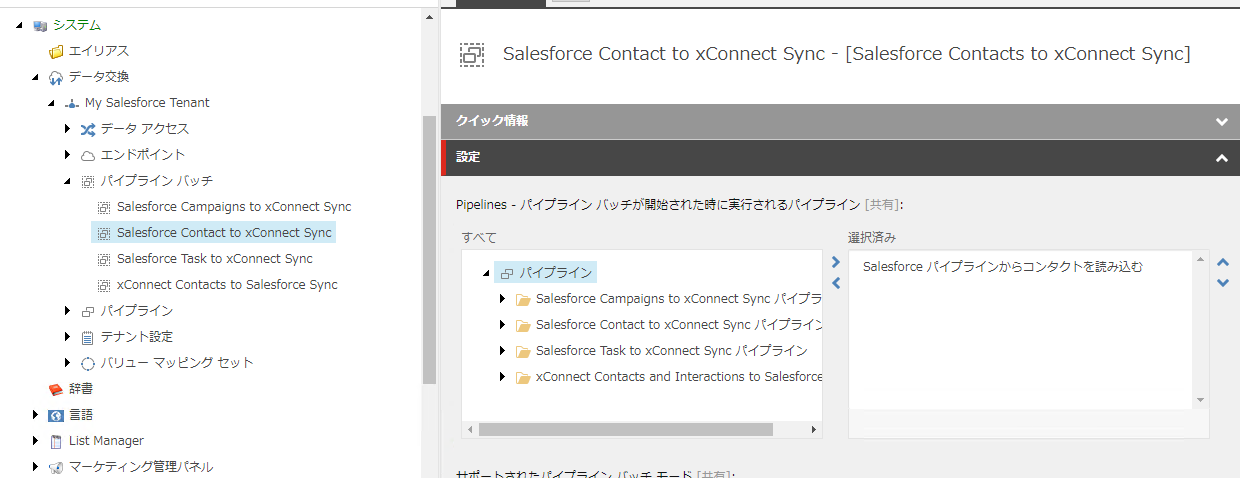 システム
エイリアス
データ交換
My Salesforce Tenant
データ アクセス
エンドポイント
パイプライン バッチ
Salesforce Campaigns to xConnect Sync
Salesforce Contact to xConnect Sync
Salesforce Task to xConnect Sync
xConnect Contacts to Salesforce Sync
パイプライン
テナント設定
バリュー マッピング セット
辞書
言語
List Manager
マーケティング管理パネル
Salesforce Contact to xConnect Sync - [Salesforce Contacts to xConnect Sync]
クイック情報
設定
Pipelines - パイプライン バッチが開始された時に実行されるパイプライン [共有]:
すべて
パイプライン
Salesforce Campaigns to xConnect Sync パイプラ
Salesforce Contact to xConnect Sync パイプライン
Salesforce Task to xConnect Sync パイプライン
xConnect Contacts and Interactions to Salesforce
選択済み
Salesforce パイプラインからコンタクトを読み込む
サポートされたパイプライン バッチ モード [共有]: